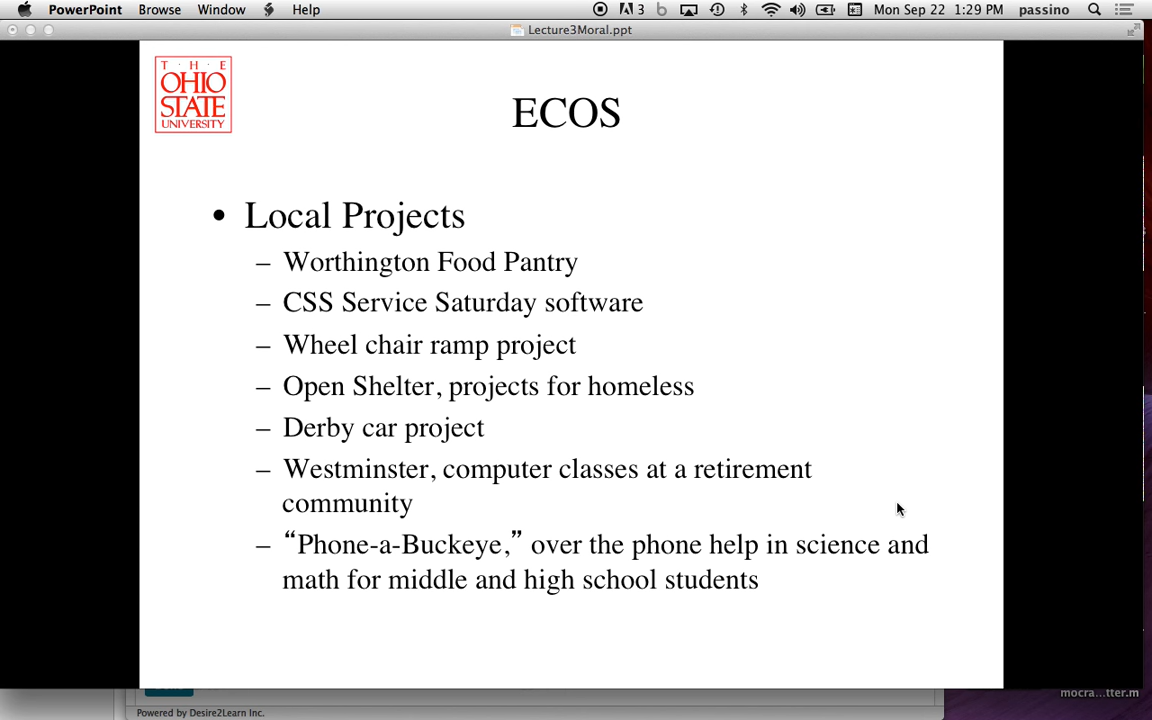 PowerPoint Browse Window Help 3 Mon Sep 22 1:29 PM passino
Lecture3Moral.ppt
T·H·E
OHIO
STATE
UNIVERSITY
ECOS
• Local Projects
– Worthington Food Pantry
– CSS Service Saturday software
– Wheel chair ramp project
– Open Shelter, projects for homeless
– Derby car project
– Westminster, computer classes at a retirement
community
– “Phone-a-Buckeye,” over the phone help in science and
math for middle and high school students
mocra...tter.m
Powered by Desire2Learn Inc.